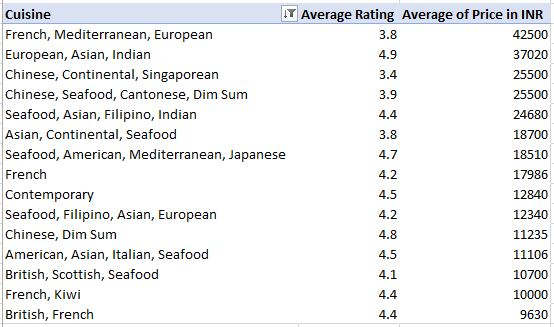 Cuisine Average Rating Average of Price in INR
French, Mediterranean, European 3.8 42500
European, Asian, Indian 4.9 37020
Chinese, Continental, Singaporean 3.4 25500
Chinese, Seafood, Cantonese, Dim Sum 3.9 25500
Seafood, Asian, Filipino, Indian 4.4 24680
Asian, Continental, Seafood 3.8 18700
Seafood, American, Mediterranean, Japanese 4.7 18510
French 4.2 17986
Contemporary 4.5 12840
Seafood, Filipino, Asian, European 4.2 12340
Chinese, Dim Sum 4.8 11235
American, Asian, Italian, Seafood 4.5 11106
British, Scottish, Seafood 4.1 10700
French, Kiwi 4.4 10000
British, French 4.4 9630